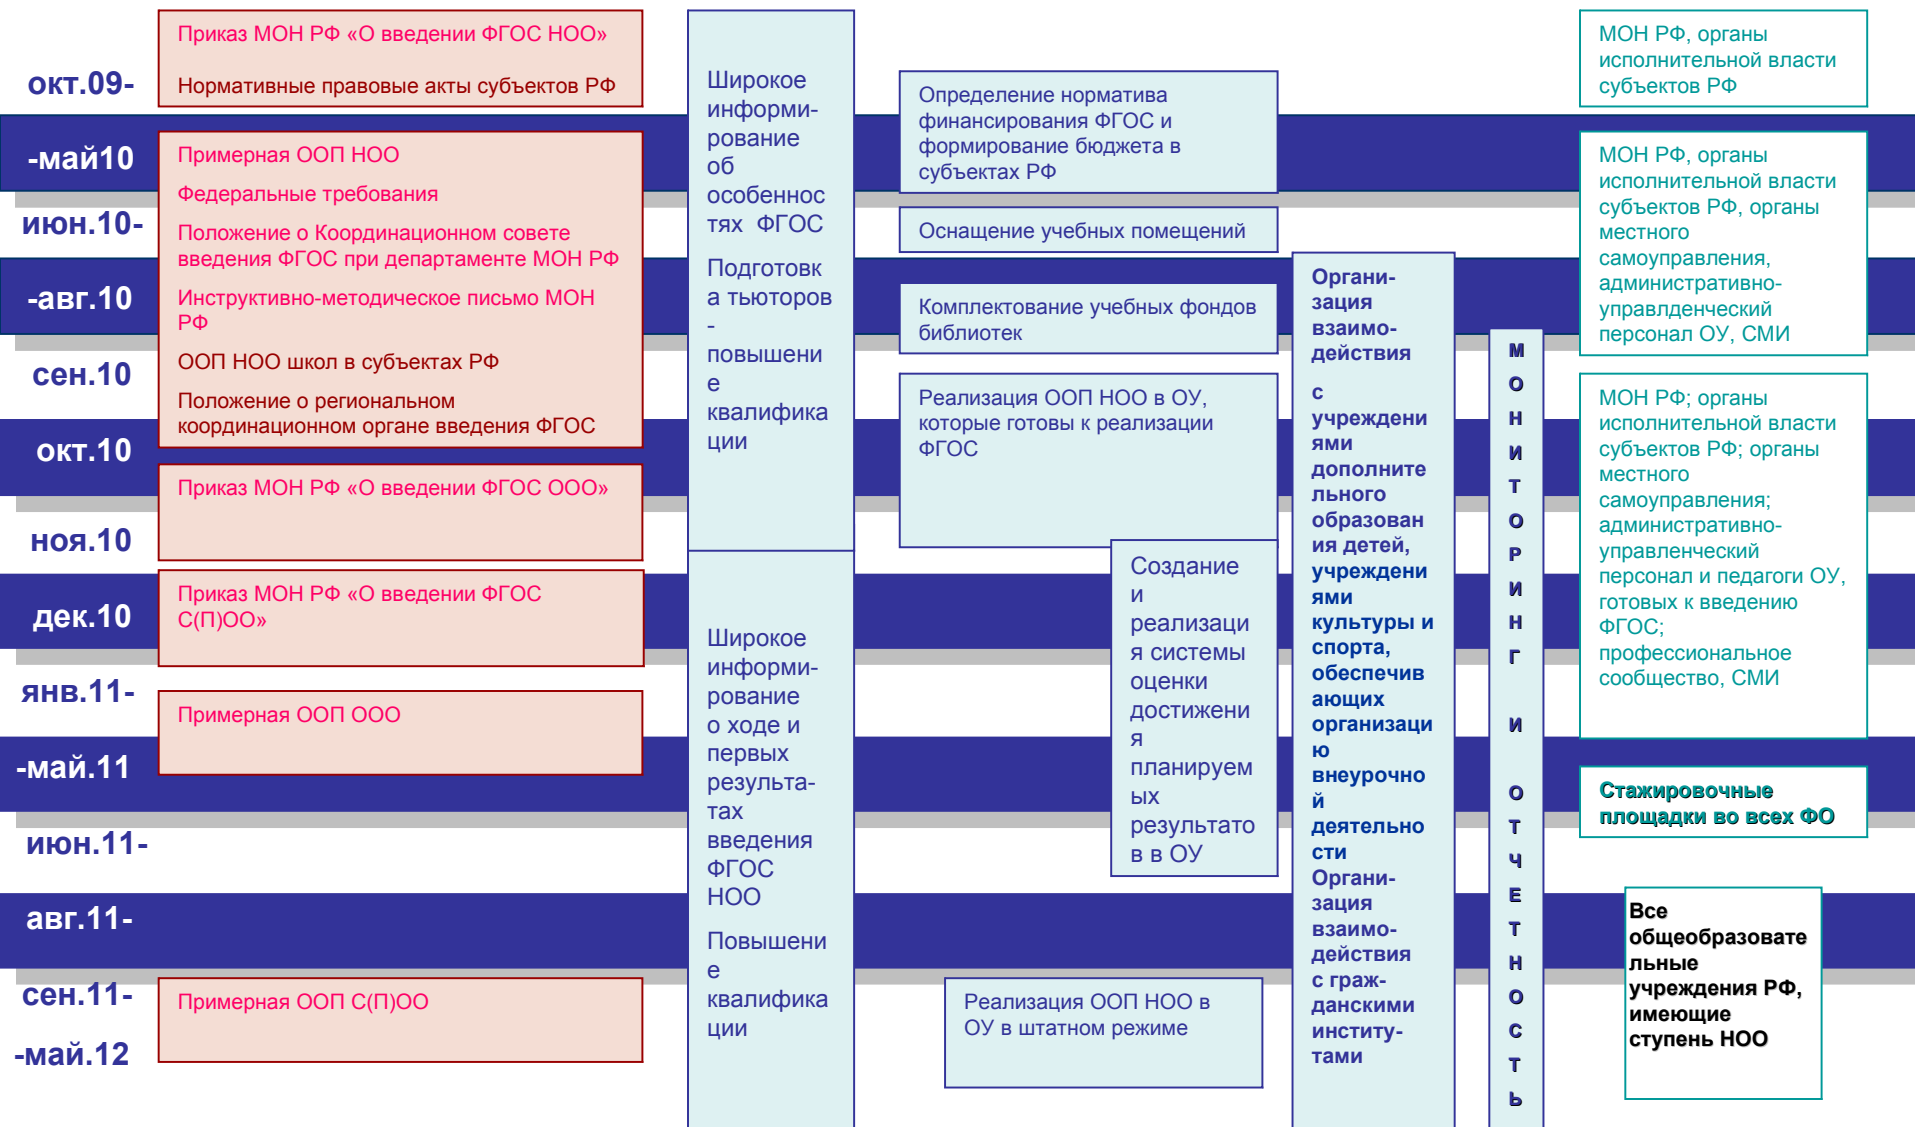 окт.09-
-май10
июн.10-
-авг.10
сен.10
окт.10
ноя.10
дек.10
янв.11-
-май.11
июн.11-
авг.11-
сен.11-
-май.12
Приказ МОН РФ «О введении ФГОС НОО»
Нормативные правовые акты субъектов РФ
Примерная ООП НОО
Федеральные требования
Положение о Координационном совете
введения ФГОС при департаменте МОН РФ
Инструктивно-методическое письмо МОН
РФ
ООП НОО школ в субъектах РФ
Положение о региональном
координационном органе введения ФГОС
Приказ МОН РФ «О введении ФГОС ООО»
Приказ МОН РФ «О введении ФГОС
С(П)ОО»
Примерная ООП ООО
Примерная ООП С(П)ОО
Широкое
информи-
рование
об
особеннос
тях ФГОС
Подготовк
а тьюторов
-
повышени
е
квалифика
ции
Широкое
информи-
рование
о ходе и
первых
результа-
тах
введения
ФГОС
НОО
Повышени
е
квалифика
ции
Определение норматива
финансирования ФГОС и
формирование бюджета в
субъектах РФ
Оснащение учебных помещений
Комплектование учебных фондов
библиотек
Реализация ООП НОО в ОУ,
которые готовы к реализации
ФГОС
Создание
и
реализаци
я системы
оценки
достижени
я
планируем
ых
результато
в в ОУ
Реализация ООП НОО в
ОУ в штатном режиме
Органи-
зация
взаимо-
действия
с
учреждени
ями
дополните
льного
образован
ия детей,
учреждени
ями
культуры и
спорта,
обеспечив
ающих
организаци
ю
внеурочно
й
деятельно
сти
Органи-
зация
взаимо-
действия
с граж-
данскими
институ-
тами
М
О
Н
И
Т
О
Р
И
Н
Г
И
О
Т
Ч
Е
Т
Н
О
С
Т
Ь
МОН РФ, органы
исполнительной власти
субъектов РФ
МОН РФ, органы
исполнительной власти
субъектов РФ, органы
местного
самоуправления,
административно-
управлденческий
персонал ОУ, СМИ
МОН РФ; органы
исполнительной власти
субъектов РФ; органы
местного
самоуправления;
административно-
управленческий
персонал и педагоги ОУ,
готовых к введению
ФГОС;
профессиональное
сообщество, СМИ
Стажировочные
площадки во всех ФО
Все
общеобразовате
льные
учреждения РФ,
имеющие
ступень НОО